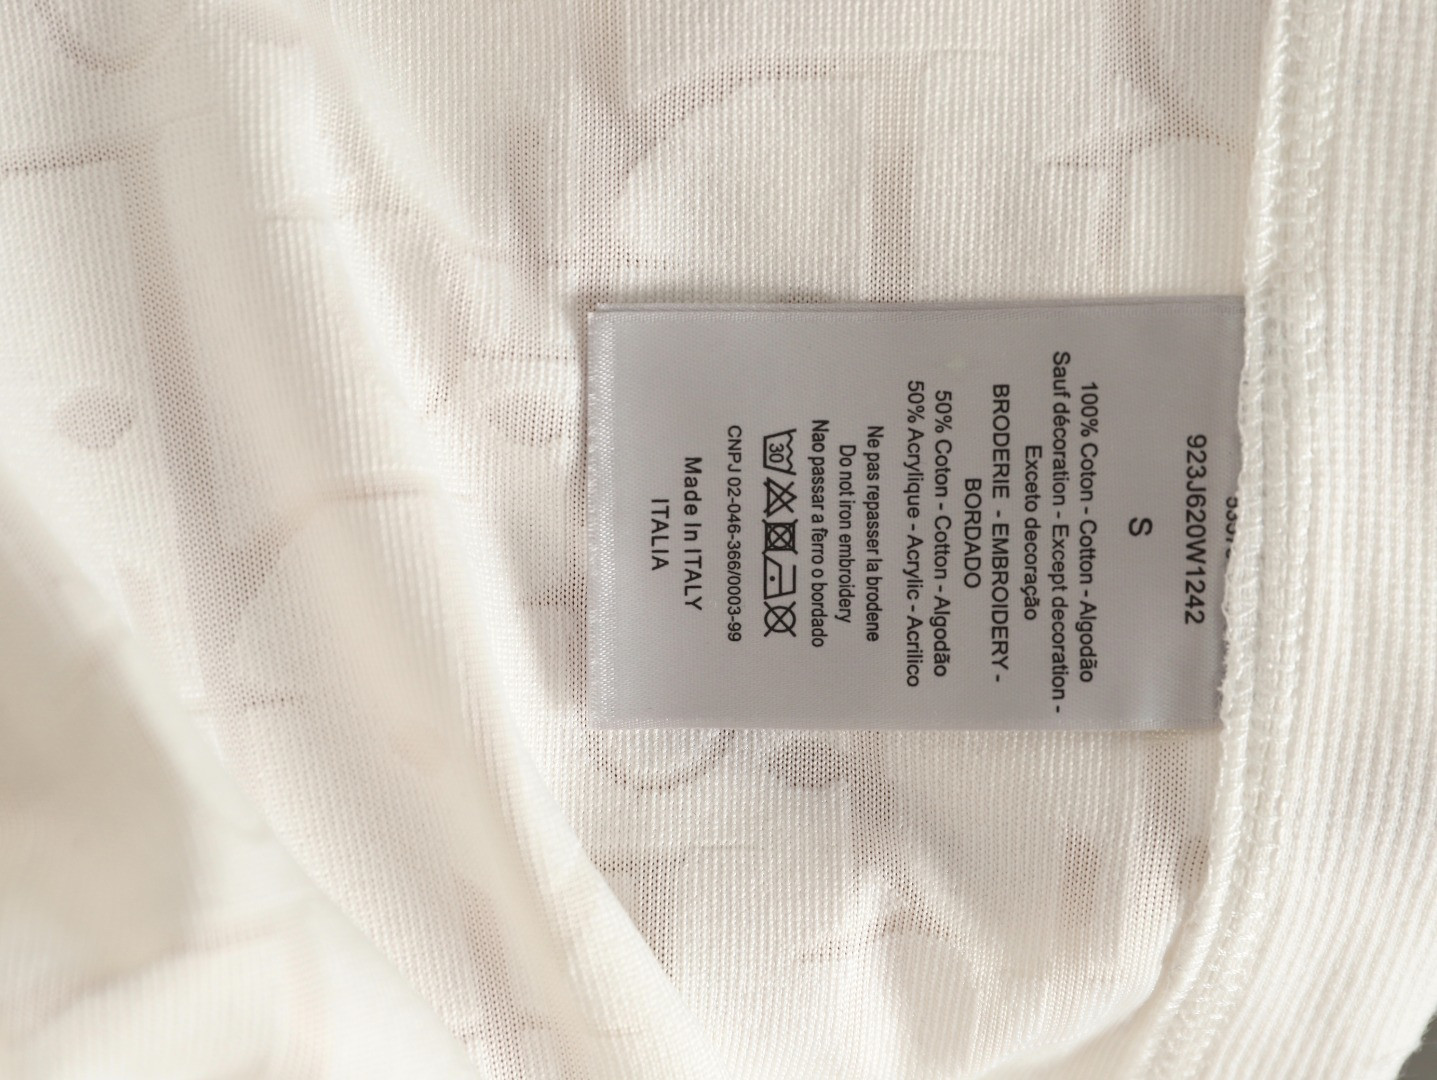 923J620W1242
S
100% Coton - Cotton - Algodão
Sauf décoration - Except decoration -
Exceto decoração
BRODERIE - EMBROIDERY -
BORDADO
50% Coton - Cotton - Algodão
50% Acrylique - Acrylic - Acrilico
Ne pas repasser la brodene
Do not iron embroidery
Nao passar a ferro o bordado
30
CNPJ 02-046-366/0003-99
Made In ITALY
ITALIA